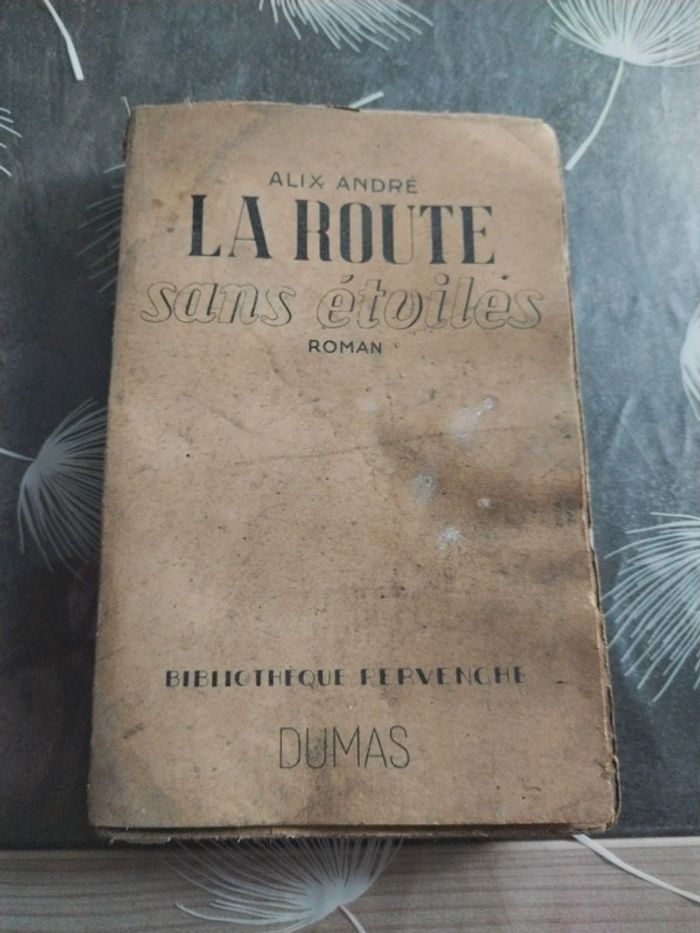 ALIX ANDRÉ
LA ROUTE
sans étoiles
ROMAN
BIBLIOTHÈQUE PERVENCHE
DUMAS